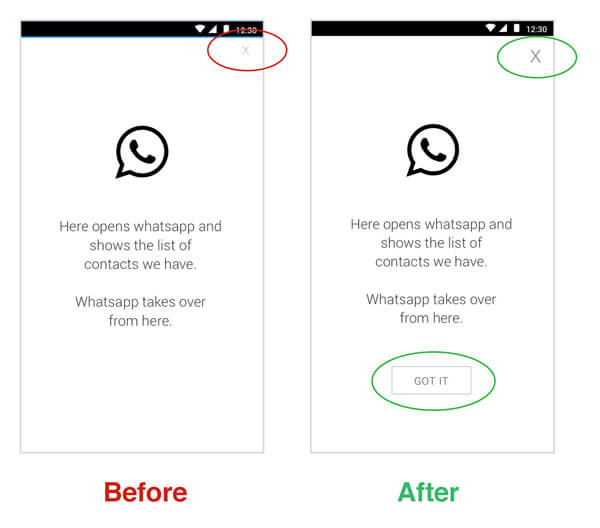 12:30
X
Here opens whatsapp and
shows the list of
contacts we have.
Whatsapp takes over
from here.
Before
12:30
X
Here opens whatsapp and
shows the list of
contacts we have.
Whatsapp takes over
from here.
GOT IT
After